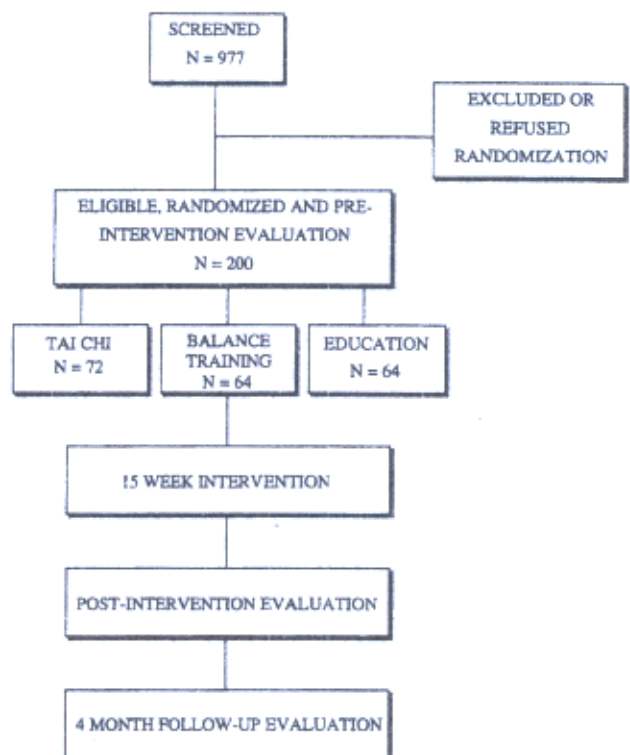 SCREENED
N = 977
EXCLUDED OR
REFUSED
RANDOMIZATION
ELIGIBLE, RANDOMIZED AND PRE-
INTERVENTION EVALUATION
N = 200
TAI CHI
N = 72
BALANCE
TRAINING
N = 64
EDUCATION
N = 64
15 WEEK INTERVENTION
POST-INTERVENTION EVALUATION
4 MONTH FOLLOW-UP EVALUATION